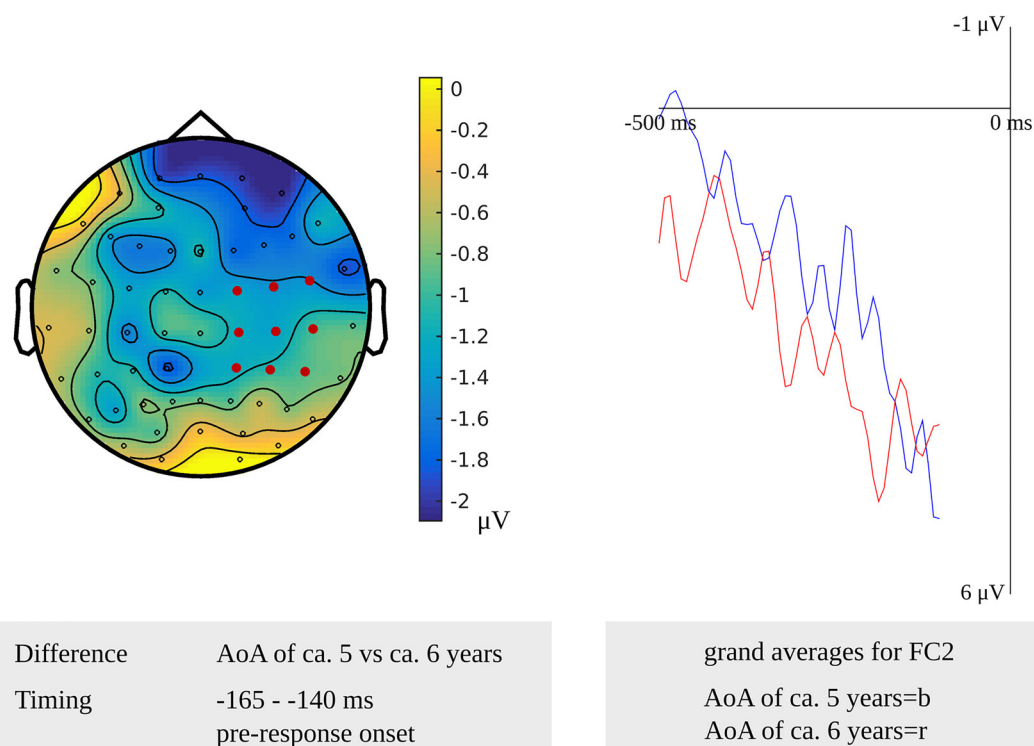 -1 μV
0
-0.2
-500 ms
0 ms
-0.4
-0.6
-0.8
-1
-1.2
-1.4
-1.6
-1.8
-2
μV
6 μV
Difference AoA of ca. 5 vs ca. 6 years
Timing -165 - -140 ms
pre-response onset
grand averages for FC2
AoA of ca. 5 years=b
AoA of ca. 6 years=r